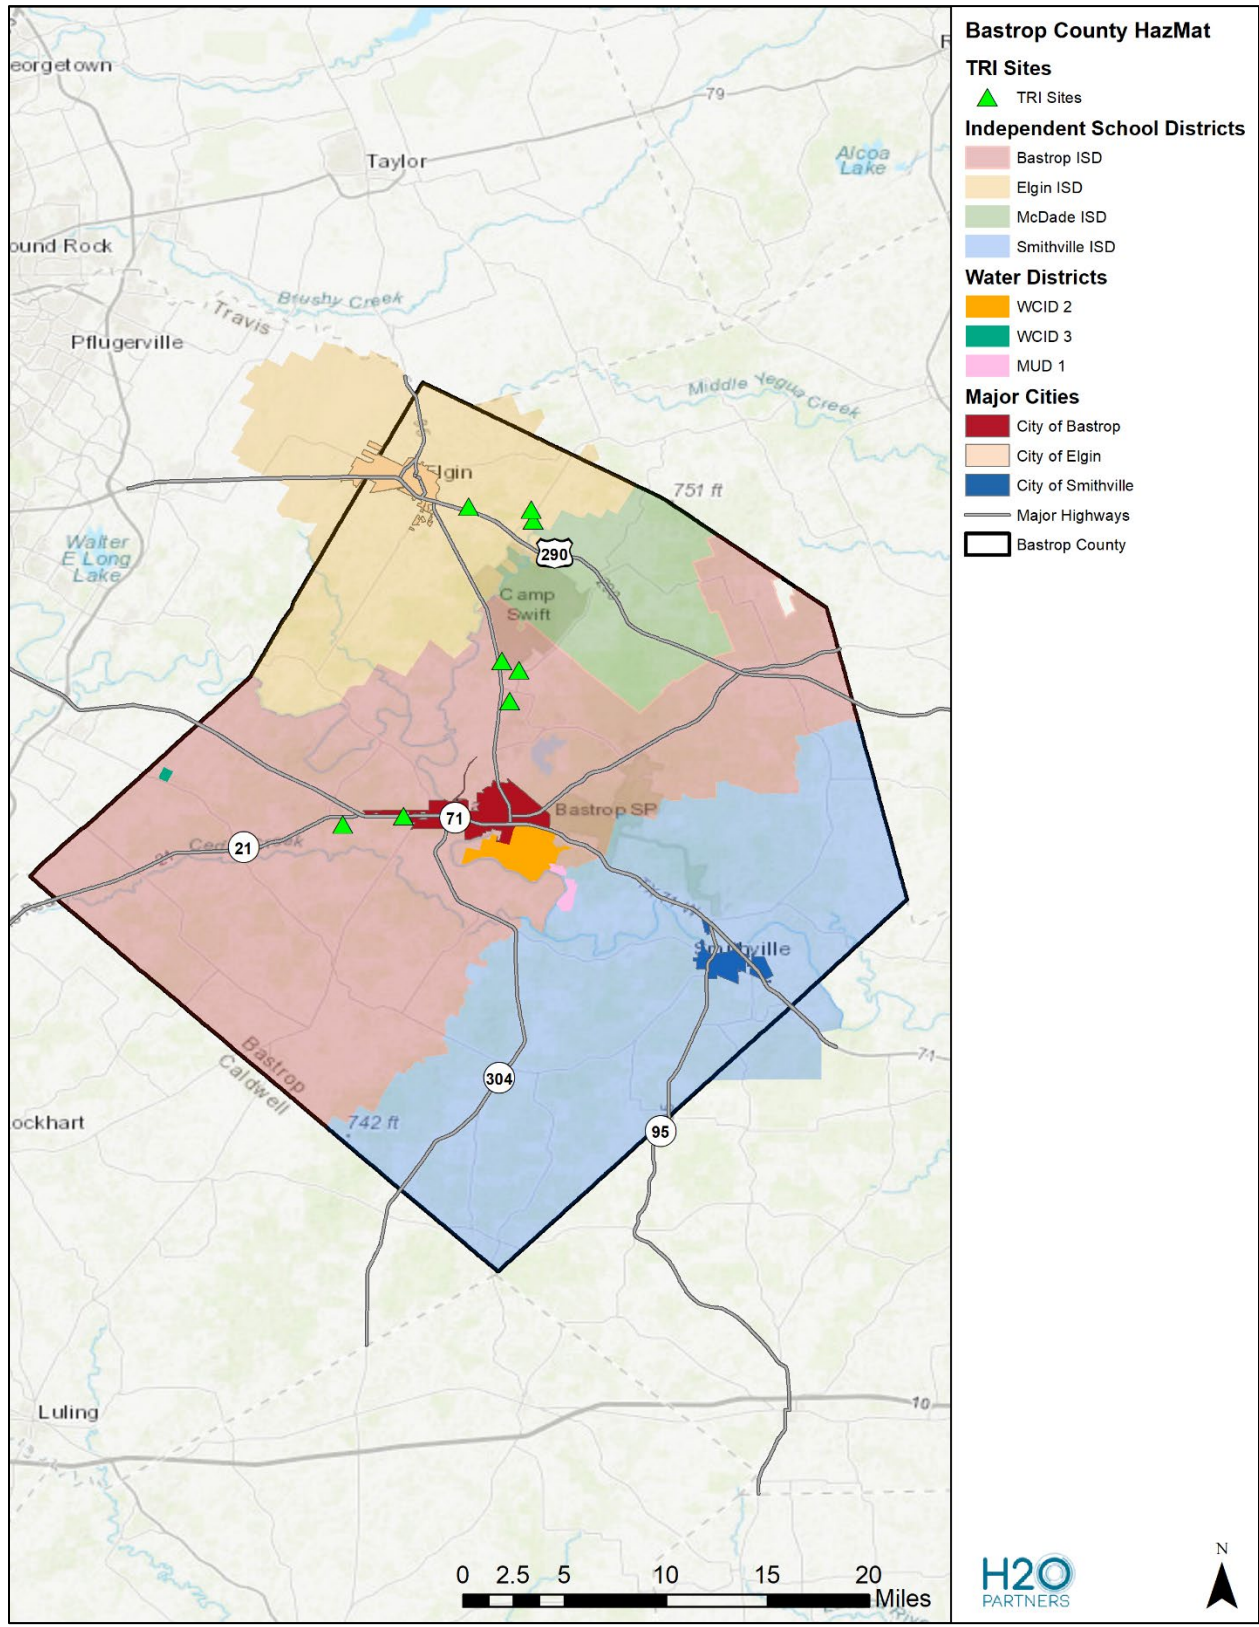 eorgetown
79
Taylor
Alcoa
Lake
ound Rock
Brushy Creek
Travis
Pflugerville
Middle Yegua Creek
Elgin
751 ft
Walter
E Long
Lake
290
Camp
Swift
Bastrop SP
71
21
Smithville
71
Bastrop
Caldwell
304
742 ft
ockhart
95
Luling
10
0 2.5 5 10 15 20
Miles
Bastrop County HazMat
TRI Sites
TRI Sites
Independent School Districts
Bastrop ISD
Elgin ISD
McDade ISD
Smithville ISD
Water Districts
WCID 2
WCID 3
MUD 1
Major Cities
City of Bastrop
City of Elgin
City of Smithville
Major Highways
Bastrop County
H2O
PARTNERS
N